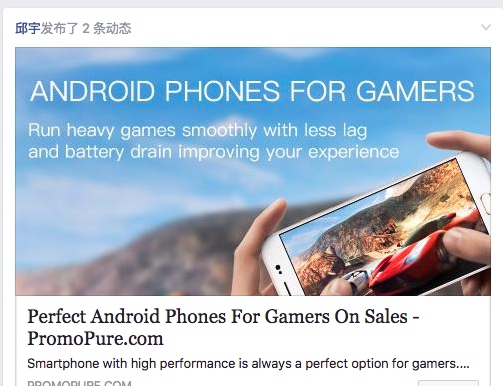 邱宇发布了 2 条动态
ANDROID PHONES FOR GAMERS
Run heavy games smoothly with less lag
and battery drain improving your experience
Perfect Android Phones For Gamers On Sales -
PromoPure.com
Smartphone with high performance is always a perfect option for gamers....
PROMOPURE.COM